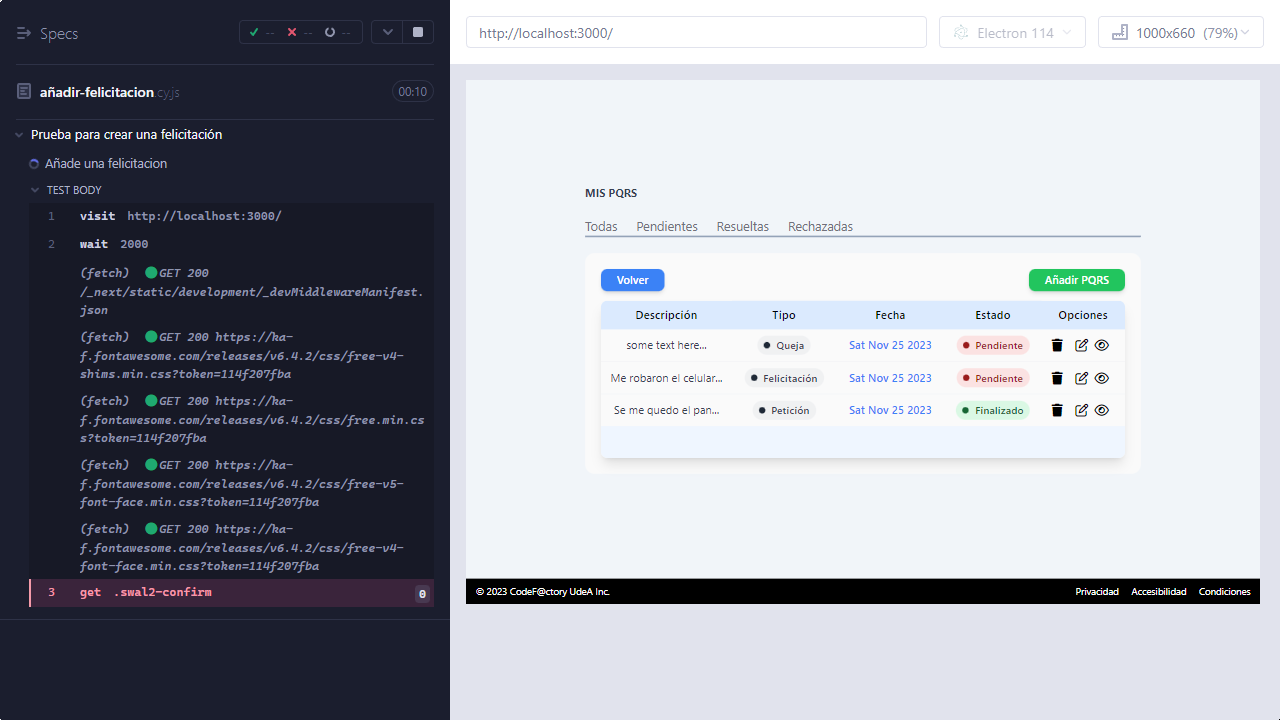 Specs
--
--
--
añadir-felicitacion.cy.js
00:10
Prueba para crear una felicitación
Añade una felicitacion
TEST BODY
1 visit http://localhost:3000/
2 wait 2000
(fetch) GET 200
/_next/static/development/_devMiddlewareManifest.
json
(fetch) GET 200 https://ka-
f.fontawesome.com/releases/v6.4.2/css/free-v4-
shims.min.css?token=114f207fba
(fetch) GET 200 https://ka-
f.fontawesome.com/releases/v6.4.2/css/free.min.cs
s?token=114f207fba
(fetch) GET 200 https://ka-
f.fontawesome.com/releases/v6.4.2/css/free-v5-
font-face.min.css?token=114f207fba
(fetch) GET 200 https://ka-
f.fontawesome.com/releases/v6.4.2/css/free-v4-
font-face.min.css?token=114f207fba
3 get .swal2-confirm 0
http://localhost:3000/
Electron 114
1000x660 (79%)
MIS PQRS
Todas Pendientes Resueltas Rechazadas
Volver
Añadir PQRS
Descripción Tipo Fecha Estado Opciones
some text here... Queja Sat Nov 25 2023 Pendiente
Me robaron el celular... Felicitación Sat Nov 25 2023 Pendiente
Se me quedo el pan... Petición Sat Nov 25 2023 Finalizado
© 2023 CodeF@ctory UdeA Inc.
Privacidad Accesibilidad Condiciones